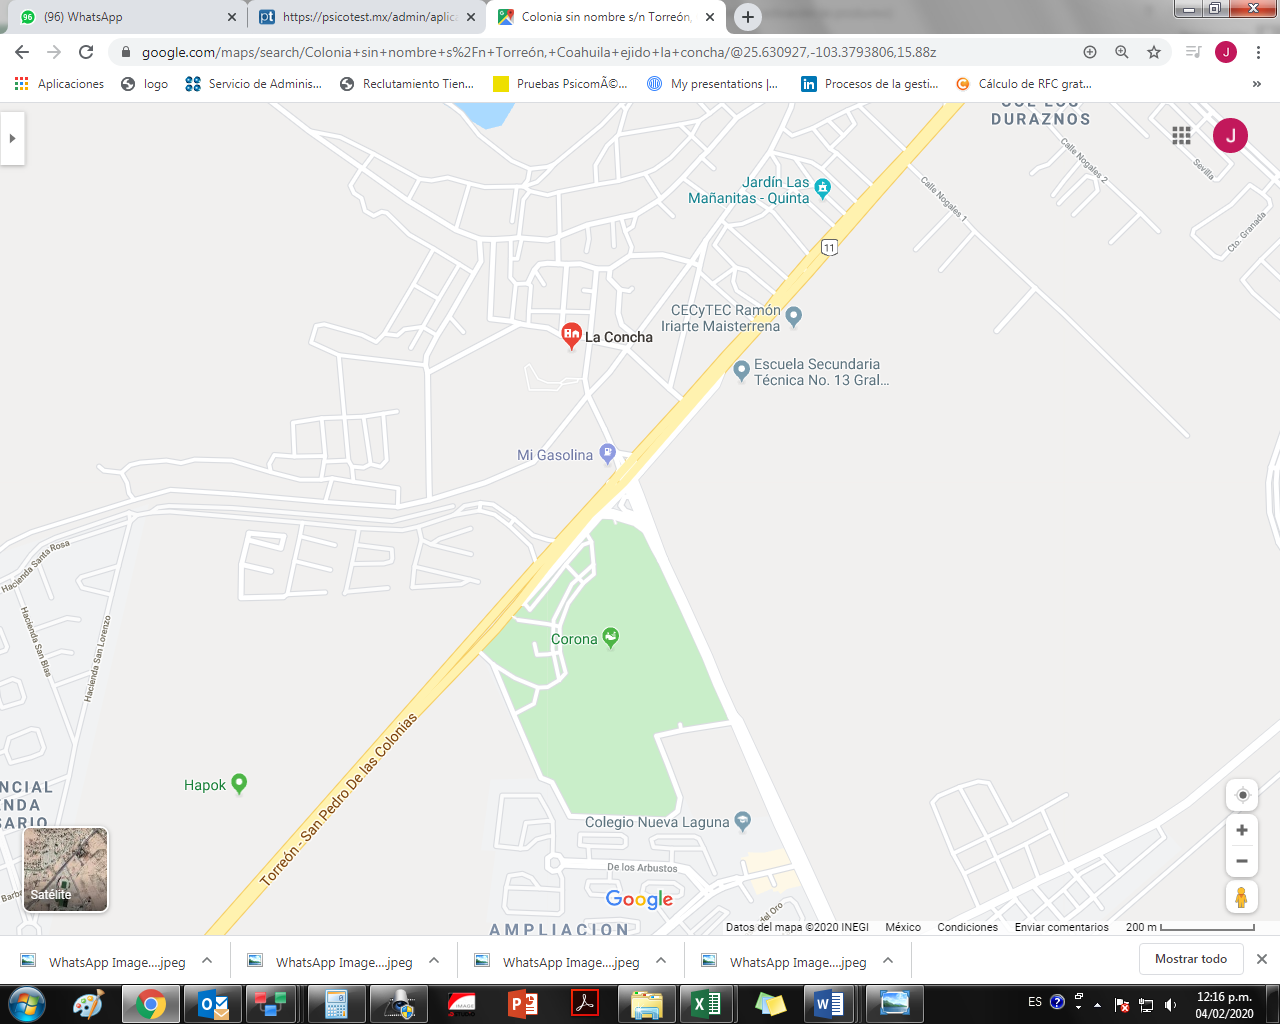 (96) WhatsApp
https://psicotest.mx/admin/aplic
Colonia sin nombre s/n Torreón,
google.com/maps/search/Colonia+sin+nombre+s%2Fn+Torreón,+Coahuila+ejido+la+concha/@25.630927,-103.3793806,15.88z
J
Aplicaciones
logo
Servicio de Adminis...
Reclutamiento Tien...
Pruebas PsicomÃ©...
My presentations |...
Procesos de la gesti...
Cálculo de RFC grat...
»
DURAZNOS
J
Calle Nogales 2
Sevilla
Jardín Las
Mañanitas - Quinta
Calle Nogales 1
Cto. Granada
11
CECyTEC Ramón
Iriarte Maisterrena
La Concha
Escuela Secundaria
Técnica No. 13 Gral...
Mi Gasolina
Hacienda Santa Rosa
Hacienda San Blas
Hacienda San Lorenzo
Corona
Torreón - San Pedro De las Colonias
Hapok
NCIAL
ENDA
SARIO
Colegio Nueva Laguna
De los Arbustos
Satélite
Barb
Google
del Oro
AMPLIACION
Datos del mapa ©2020 INEGI
México
Condiciones
Enviar comentarios
200 m
WhatsApp Image....jpeg
WhatsApp Image....jpeg
WhatsApp Image....jpeg
WhatsApp Image....jpeg
Mostrar todo
ES
12:16 p.m.
04/02/2020